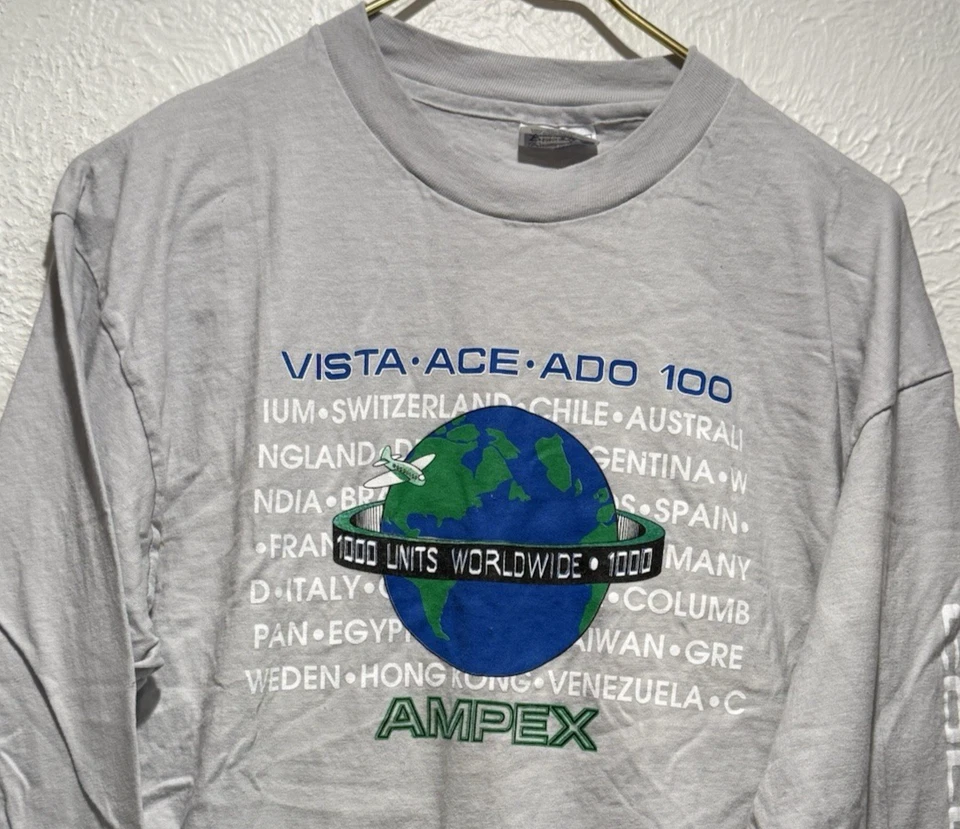 VISTA•ACE•ADO 100
IUM•SWITZERLAND•CHILE•AUSTRALI
NGLAND GENTINA•W
NDIA•BRA S•SPAIN•
•FRAN 1000 UNITS WORLDWIDE • 1000 MANY
D•ITALY• •COLUMB
PAN•EGYP AIWAN•GRE
WEDEN•HONG KONG•VENEZUELA•C
AMPEX